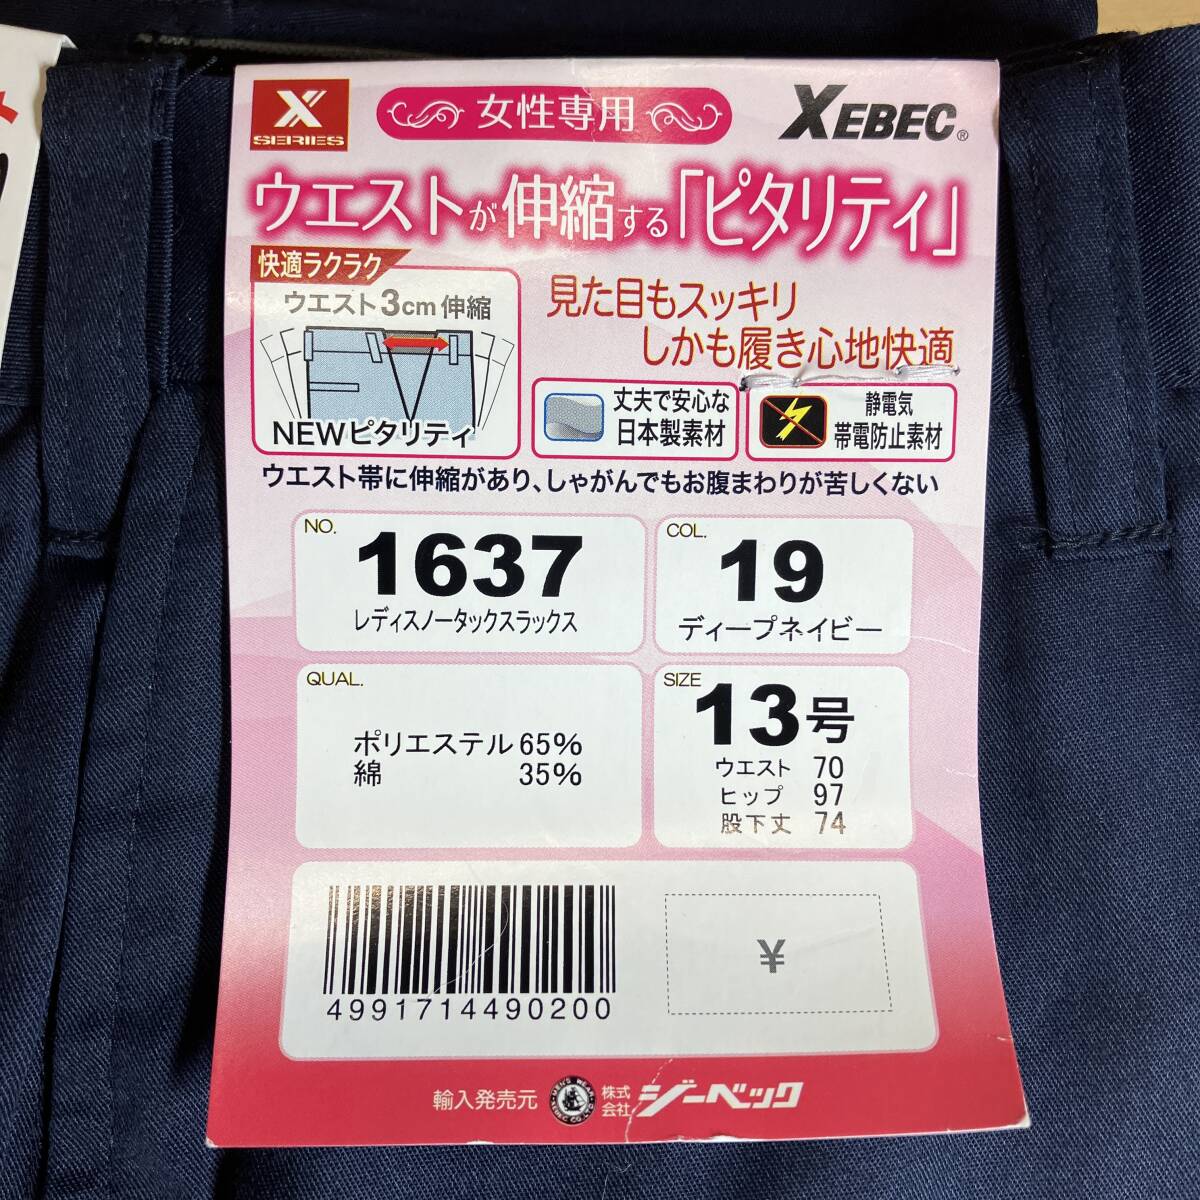 X
SERIES
女性専用
XEBEC®
ウエストが伸縮する「ピタリティ」
快適ラクラク
ウエスト3cm伸縮
NEWピタリティ
見た目もスッキリ
しかも履き心地快適
丈夫で安心な
日本製素材
静電気
帯電防止素材
ウエスト帯に伸縮があり、しゃがんでもお腹まわりが苦しくない
NO.
1637
レディスノータックスラックス
COL.
19
ディープネイビー
QUAL.
ポリエステル 65%
綿 35%
SIZE
13号
ウエスト 70
ヒップ 97
股下丈 74
4991714490200
¥
輸入発売元
株式会社
ジーベック